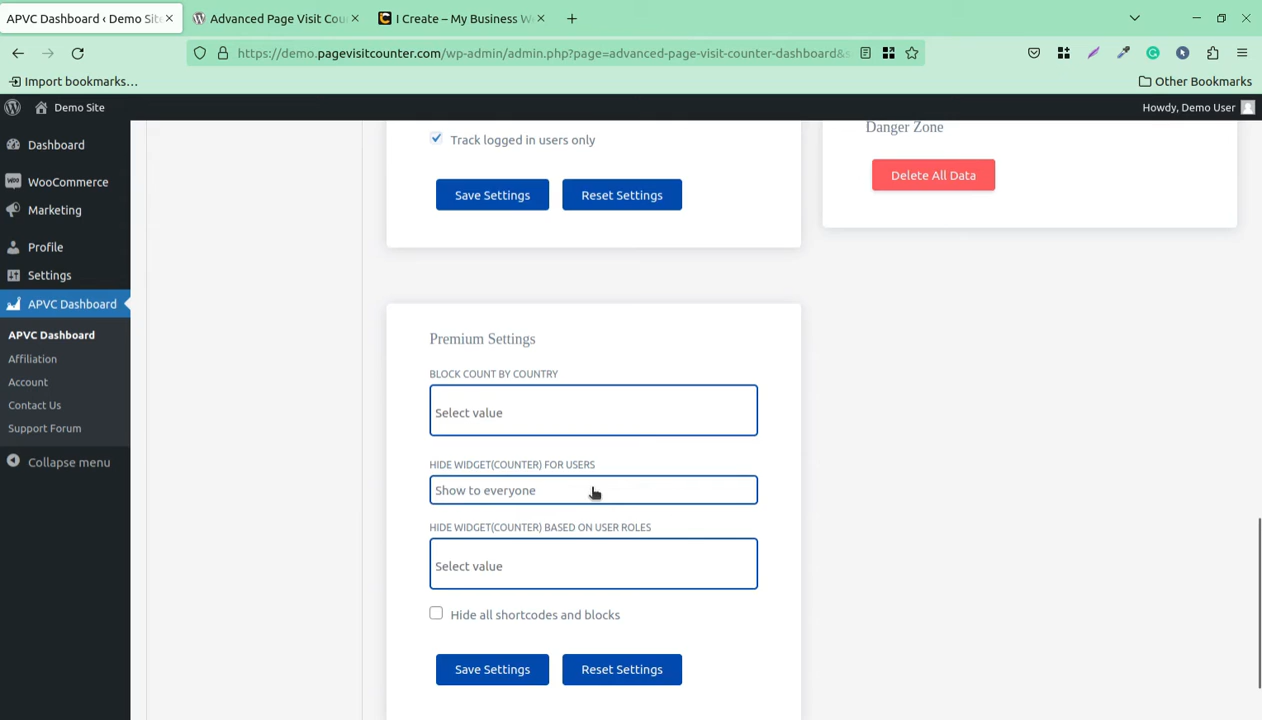 APVC Dashboard ‹ Demo Sit
Advanced Page Visit Cou
I Create – My Business W
https://demo.pagevisitcounter.com/wp-admin/admin.php?page=advanced-page-visit-counter-dashboard&s
Import bookmarks…
Other Bookmarks
Demo Site
Howdy, Demo User
Dashboard
WooCommerce
Marketing
Profile
Settings
APVC Dashboard
APVC Dashboard
Affiliation
Account
Contact Us
Support Forum
Collapse menu
Track logged in users only
Save Settings
Reset Settings
Danger Zone
Delete All Data
Premium Settings
BLOCK COUNT BY COUNTRY
Select value
HIDE WIDGET(COUNTER) FOR USERS
Show to everyone
HIDE WIDGET(COUNTER) BASED ON USER ROLES
Select value
Hide all shortcodes and blocks
Save Settings
Reset Settings